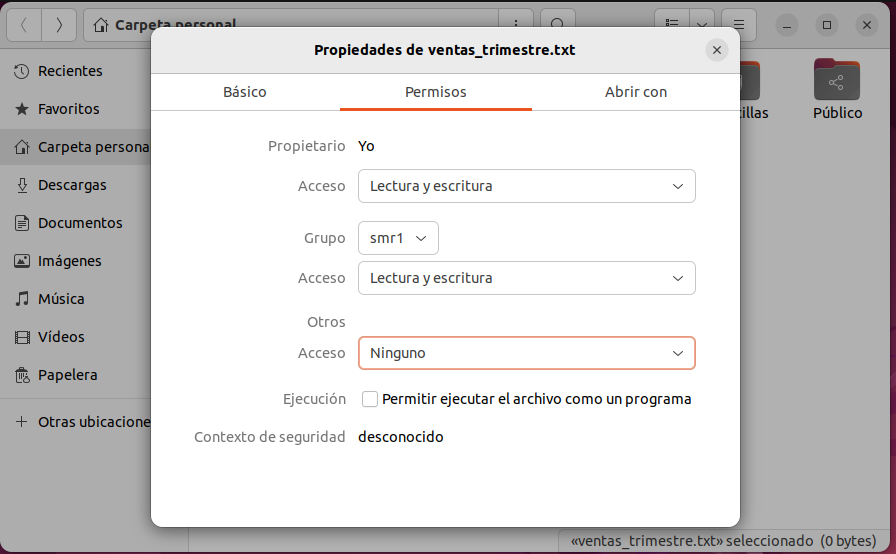 Carpeta personal
Propiedades de ventas_trimestre.txt
Básico
Permisos
Abrir con
Recientes
Favoritos
Carpeta persona
Descargas
Documentos
Imágenes
Música
Vídeos
Papelera
Otras ubicacione
Propietario Yo
Acceso Lectura y escritura
Grupo smr1
Acceso Lectura y escritura
Otros
Acceso Ninguno
Ejecución Permitir ejecutar el archivo como un programa
Contexto de seguridad desconocido
illas
Público
«ventas_trimestre.txt» seleccionado (0 bytes)